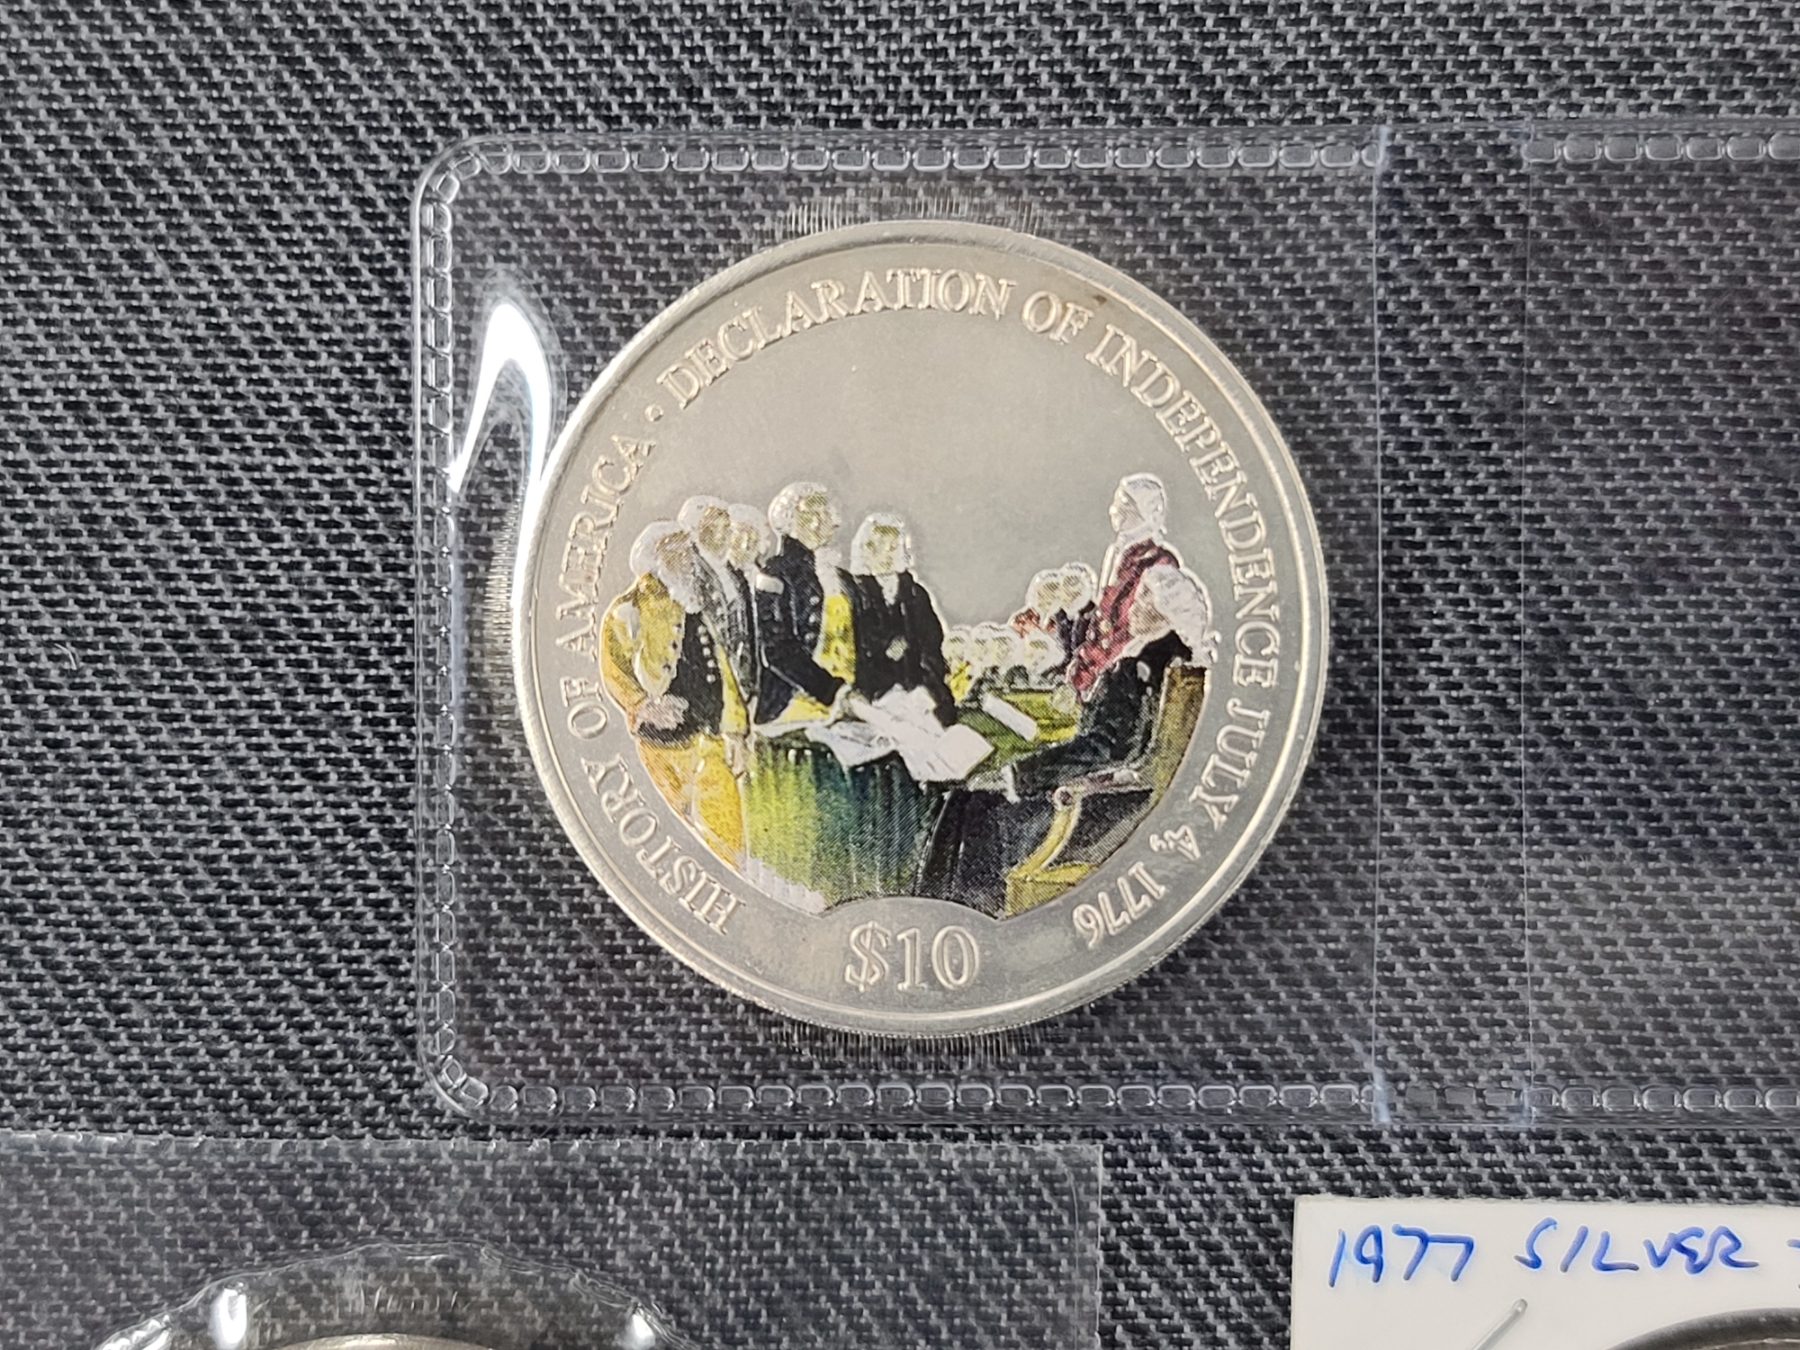 HISTORY OF AMERICA • DECLARATION OF INDEPENDENCE JULY 4, 1776
$10
1977 SILVER